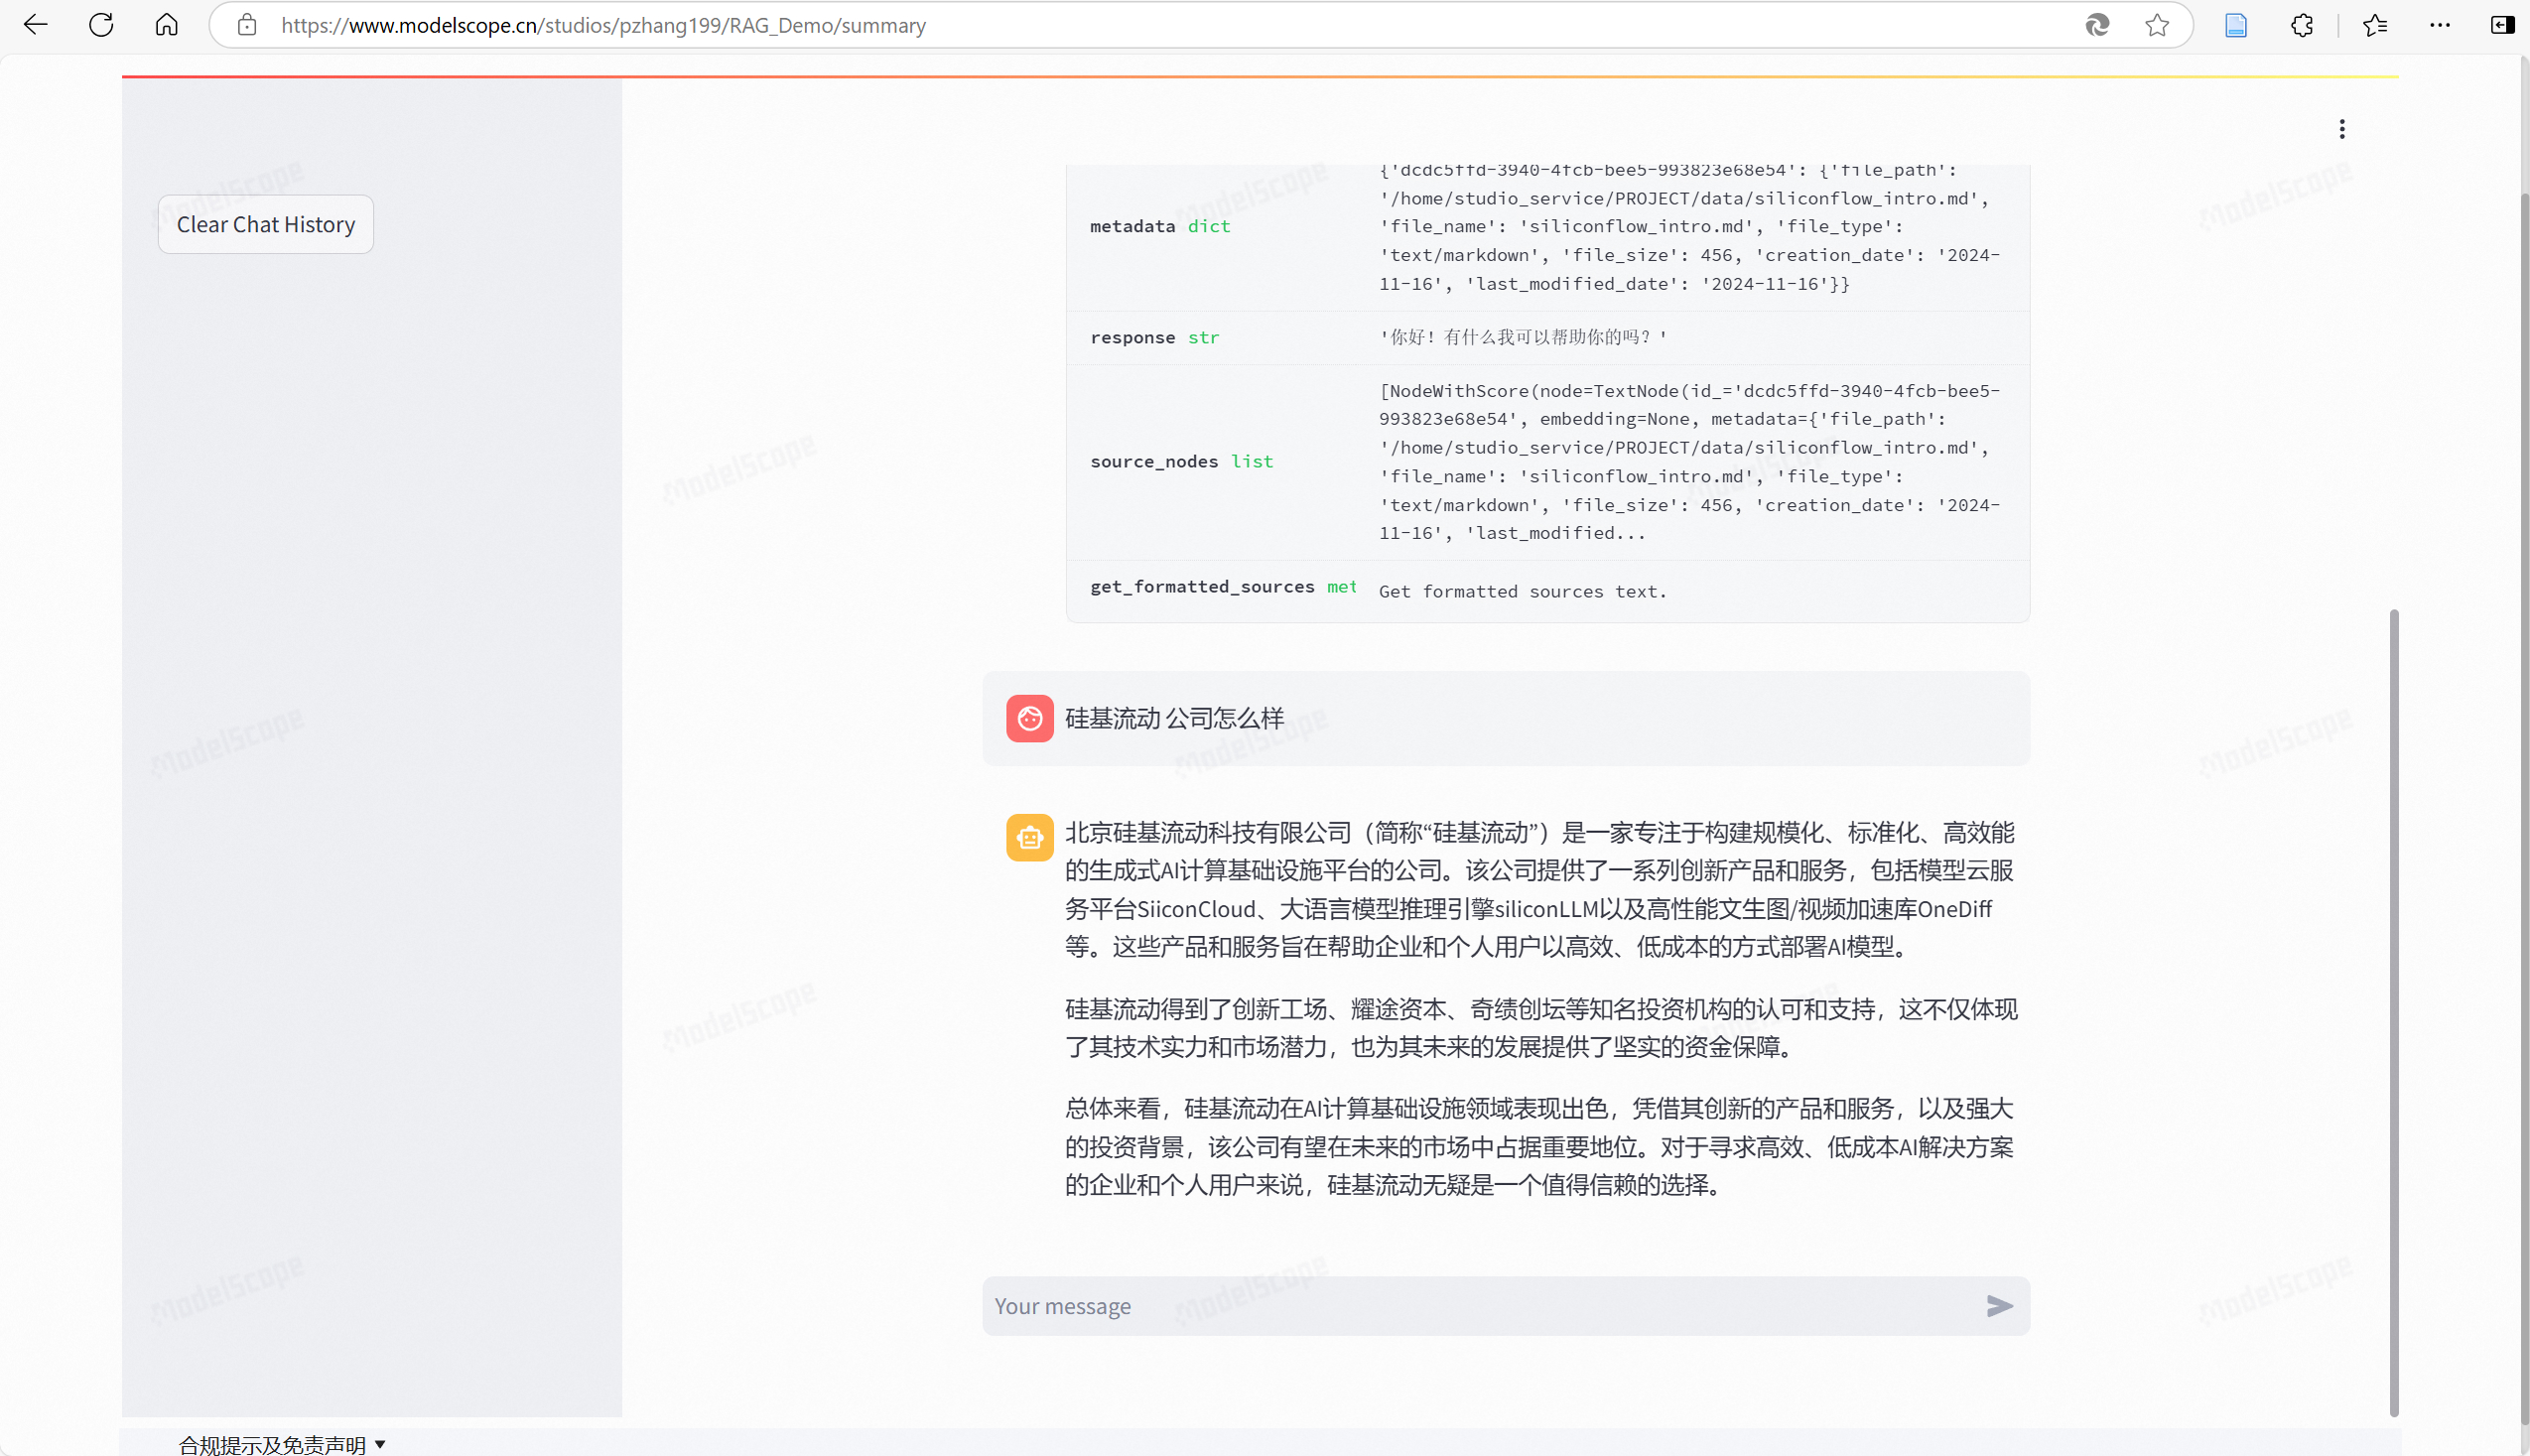 https://www.modelscope.cn/studios/pzhang199/RAG_Demo/summary
Clear Chat History
{'dcdc5ffd-3940-4fcb-bee5-993823e68e54': {'file_path':
'/home/studio_service/PROJECT/data/siliconflow_intro.md',
metadata dict
'file_name': 'siliconflow_intro.md', 'file_type':
'text/markdown', 'file_size': 456, 'creation_date': '2024-
11-16', 'last_modified_date': '2024-11-16'}}
response str
'你好！有什么我可以帮助你的吗？'
[NodeWithScore(node=TextNode(id_='dcdc5ffd-3940-4fcb-bee5-
993823e68e54', embedding=None, metadata={'file_path':
'/home/studio_service/PROJECT/data/siliconflow_intro.md',
source_nodes list
'file_name': 'siliconflow_intro.md', 'file_type':
'text/markdown', 'file_size': 456, 'creation_date': '2024-
11-16', 'last_modified...
get_formatted_sources met
Get formatted sources text.
硅基流动 公司怎么样
北京硅基流动科技有限公司（简称“硅基流动”）是一家专注于构建规模化、标准化、高效能
的生成式AI计算基础设施平台的公司。该公司提供了一系列创新产品和服务，包括模型云服
务平台SiiconCloud、大语言模型推理引擎siliconLLM以及高性能文生图/视频加速库OneDiff
等。这些产品和服务旨在帮助企业和个人用户以高效、低成本的方式部署AI模型。
硅基流动得到了创新工场、耀途资本、奇绩创坛等知名投资机构的认可和支持，这不仅体现
了其技术实力和市场潜力，也为其未来的发展提供了坚实的资金保障。
总体来看，硅基流动在AI计算基础设施领域表现出色，凭借其创新的产品和服务，以及强大
的投资背景，该公司有望在未来的市场中占据重要地位。对于寻求高效、低成本AI解决方案
的企业和个人用户来说，硅基流动无疑是一个值得信赖的选择。
Your message
合规提示及免责声明
ModelScope
ModelScope
ModelScope
ModelScope
ModelScope
ModelScope
ModelScope
ModelScope
ModelScope
ModelScope
ModelScope
ModelScope
ModelScope